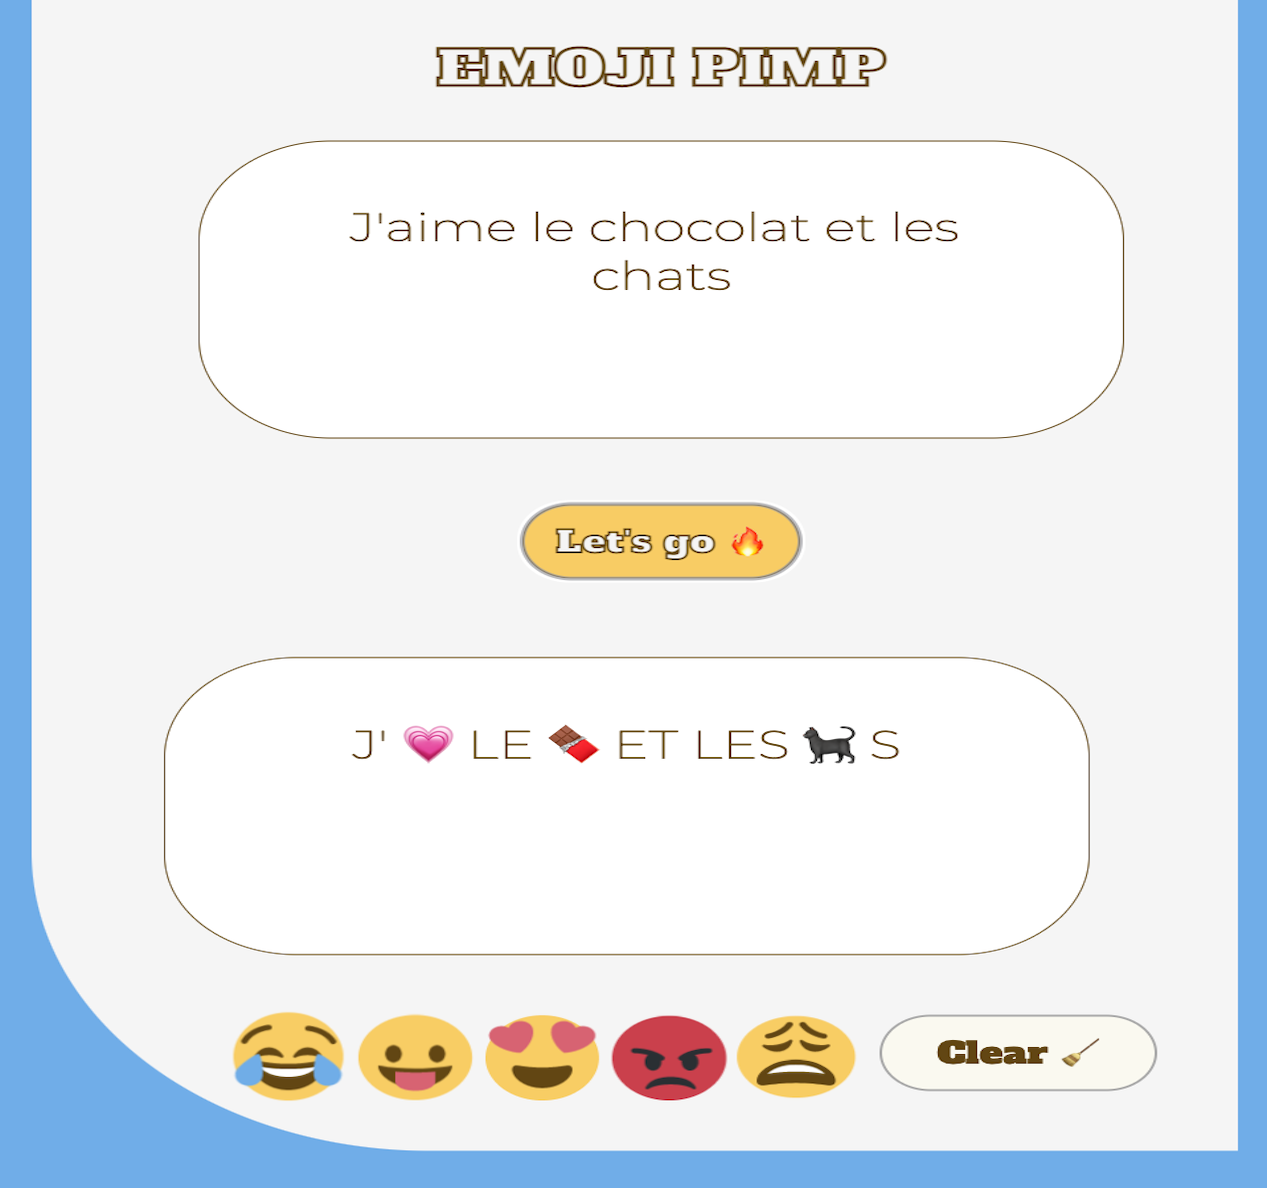 EMOJI PIMP
J'aime le chocolat et les
chats
Let's go 🔥
J' 💗 LE 🍫 ET LES 🐈‍⬛ S
Clear 🧹